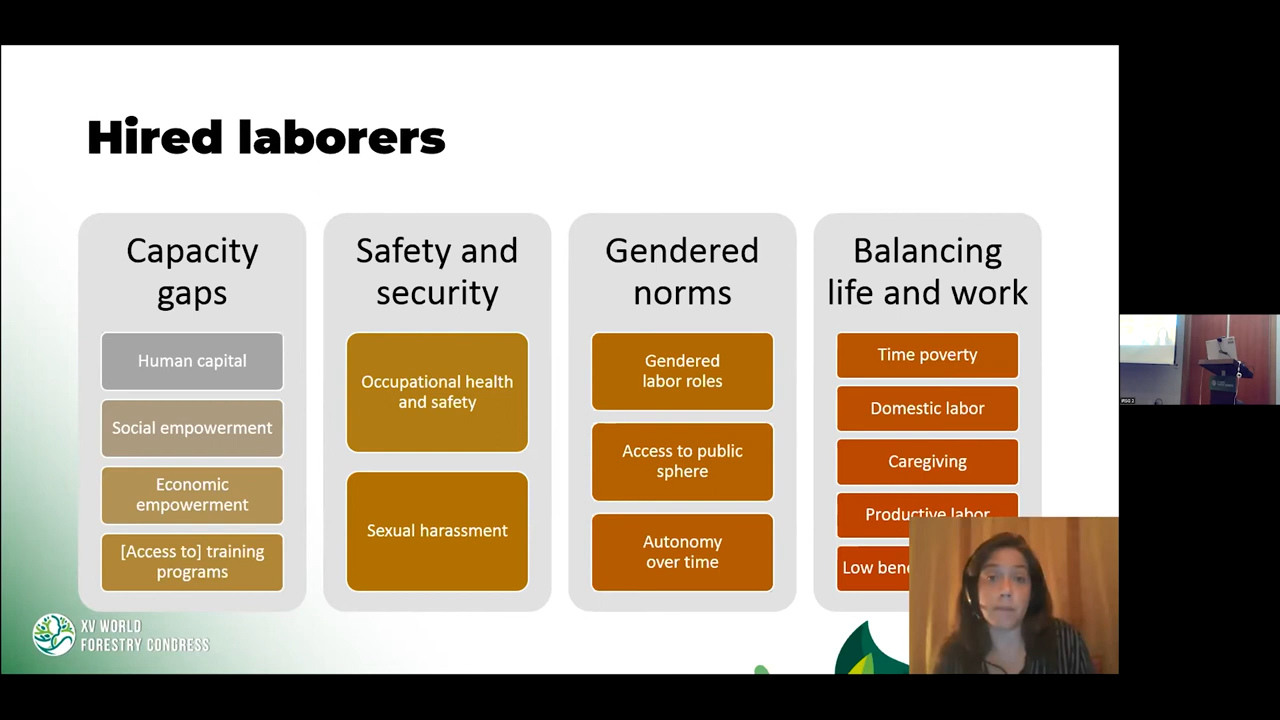 Hired laborers
Capacity
gaps
Human capital
Social empowerment
Economic
empowerment
[Access to] training
programs
Safety and
security
Occupational health
and safety
Sexual harassment
Gendered
norms
Gendered
labor roles
Access to public
sphere
Autonomy
over time
Balancing
life and work
Time poverty
Domestic labor
Caregiving
Productive labor
Low
XV WORLD
FORESTRY CONGRESS